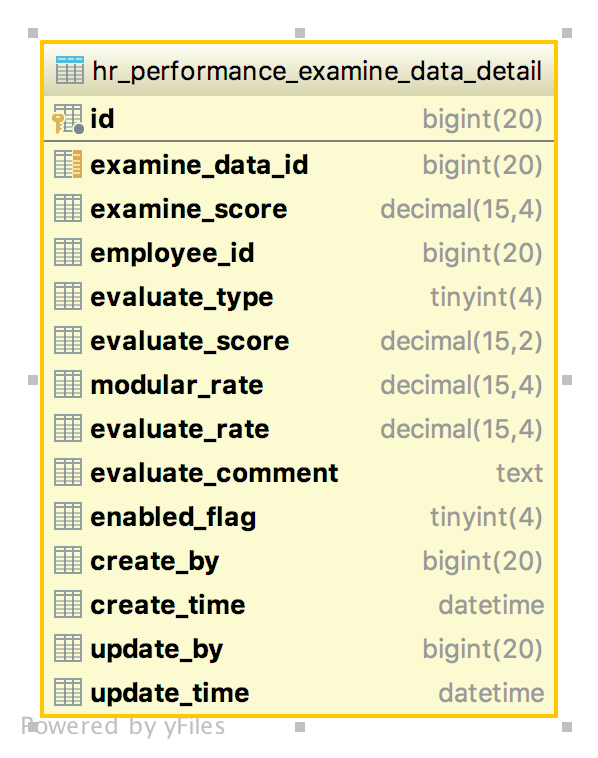 hr_performance_examine_data_detail
id bigint(20)
examine_data_id bigint(20)
examine_score decimal(15,4)
employee_id bigint(20)
evaluate_type tinyint(4)
evaluate_score decimal(15,2)
modular_rate decimal(15,4)
evaluate_rate decimal(15,4)
evaluate_comment text
enabled_flag tinyint(4)
create_by bigint(20)
create_time datetime
update_by bigint(20)
update_time datetime
Powered by yFiles